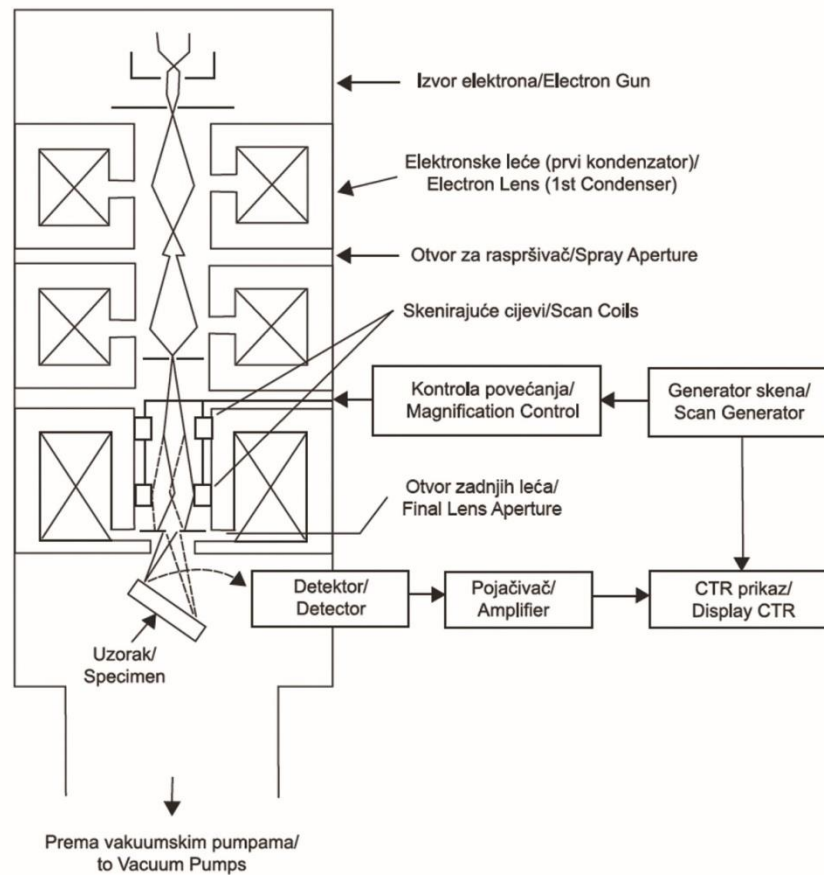 Izvor elektrona/Electron Gun
Elektronske leće (prvi kondenzator)/
Electron Lens (1st Condenser)
Otvor za raspršivač/Spray Aperture
Skenirajuće cijevi/Scan Coils
Kontrola povećanja/
Magnification Control
Generator skena/
Scan Generator
Otvor zadnjih leća/
Final Lens Aperture
Detektor/
Detector
Pojačivač/
Amplifier
CTR prikaz/
Display CTR
Uzorak/
Specimen
Prema vakuumskim pumpama/
to Vacuum Pumps